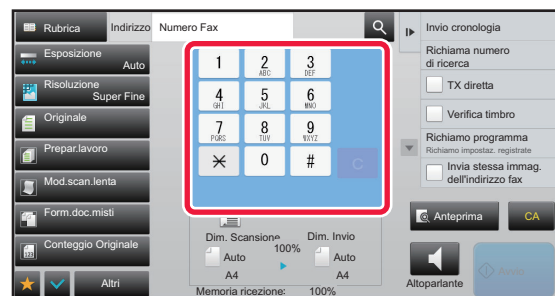 Rubrica
Indirizzo
Numero Fax
Esposizione
Auto
Risoluzione
Super Fine
Originale
Prepar.lavoro
Mod.scan.lenta
Form.doc.misti
Conteggio Originale
Altri
1
2
ABC
3
DEF
4
GHI
5
JKL
6
MNO
7
PQRS
8
TUV
9
WXYZ
0
#
C
Dim. Scansione
100%
Dim. Invio
Auto
A4
Auto
A4
Memoria ricezione: 100%
Invio cronologia
Richiama numero
di ricerca
TX diretta
Verifica timbro
Richiamo programma
Richiamo impostaz. registrate
Invia stessa immag.
dell'indirizzo fax
Anteprima
CA
Altoparlante
Avvio